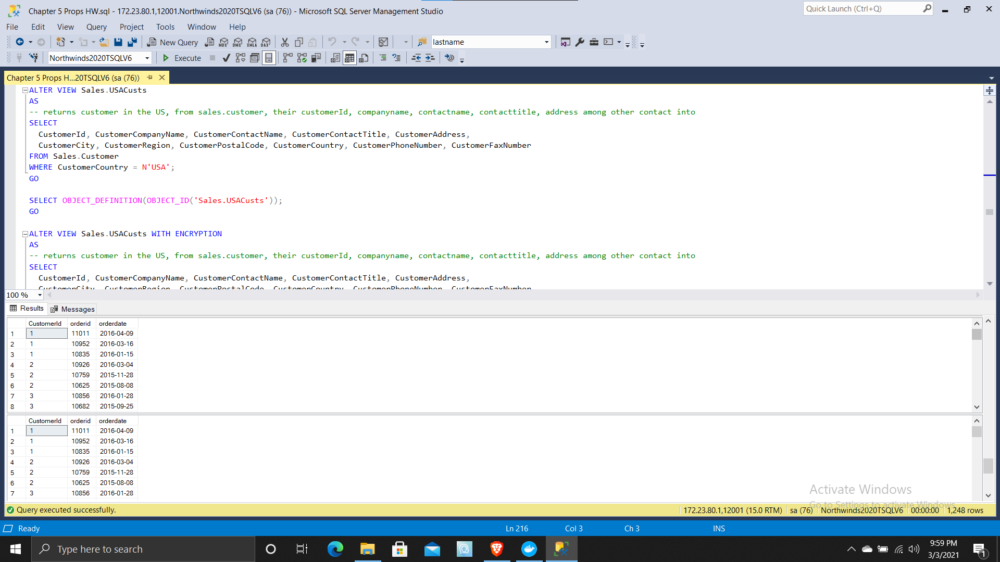 Chapter 5 Props HW.sql - 172.23.80.1,12001.Northwinds2020TSQLV6 (sa (76)) - Microsoft SQL Server Management Studio
Quick Launch (Ctrl+Q)
File Edit View Query Project Tools Window Help
New Query MDX DMX XMLA DAX lastname
Northwinds2020TSQLV6 Execute
Chapter 5 Props H...20TSQLV6 (sa (76))
ALTER VIEW Sales.USACusts
AS
-- returns customer in the US, from sales.customer, their customerId, companyname, contactname, contacttitle, address among other contact into
SELECT
CustomerId, CustomerCompanyName, CustomerContactName, CustomerContactTitle, CustomerAddress,
CustomerCity, CustomerRegion, CustomerPostalCode, CustomerCountry, CustomerPhoneNumber, CustomerFaxNumber
FROM Sales.Customer
WHERE CustomerCountry = N'USA';
GO
SELECT OBJECT_DEFINITION(OBJECT_ID('Sales.USACusts'));
GO
ALTER VIEW Sales.USACusts WITH ENCRYPTION
AS
-- returns customer in the US, from sales.customer, their customerId, companyname, contactname, contacttitle, address among other contact into
SELECT
CustomerId, CustomerCompanyName, CustomerContactName, CustomerContactTitle, CustomerAddress,
CustomerCity, CustomerRegion, CustomerPostalCode, CustomerCountry, CustomerPhoneNumber, CustomerFaxNumber
100 %
Results Messages
CustomerId orderid orderdate
1 1 11011 2016-04-09
2 1 10952 2016-03-16
3 1 10835 2016-01-15
4 2 10926 2016-03-04
5 2 10759 2015-11-28
6 2 10625 2015-08-08
7 3 10856 2016-01-28
8 3 10682 2015-09-25
CustomerId orderid orderdate
1 1 11011 2016-04-09
2 1 10952 2016-03-16
3 1 10835 2016-01-15
4 2 10926 2016-03-04
5 2 10759 2015-11-28
6 2 10625 2015-08-08
7 3 10856 2016-01-28
Activate Windows
Go to Settings to activate Windows.
Query executed successfully. 172.23.80.1,12001 (15.0 RTM) sa (76) Northwinds2020TSQLV6 00:00:00 1,248 rows
Ready Ln 216 Col 3 Ch 3 INS
Type here to search
9:59 PM
3/3/2021
1